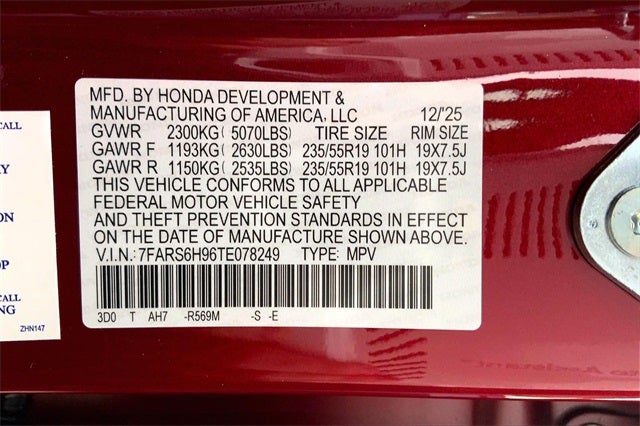 MFD. BY HONDA DEVELOPMENT &
MANUFACTURING OF AMERICA, LLC 12/'25
GVWR 2300KG( 5070LBS) TIRE SIZE RIM SIZE
GAWR F 1193KG( 2630LBS) 235/55R19 101H 19X7.5J
GAWR R 1150KG( 2535LBS) 235/55R19 101H 19X7.5J
THIS VEHICLE CONFORMS TO ALL APPLICABLE
FEDERAL MOTOR VEHICLE SAFETY
AND THEFT PREVENTION STANDARDS IN EFFECT
ON THE DATE OF MANUFACTURE SHOWN ABOVE.
V.I.N.:7FARS6H96TE078249 TYPE: MPV
3D0 T AH7 -R569M -S -E
CALL
ZHN147